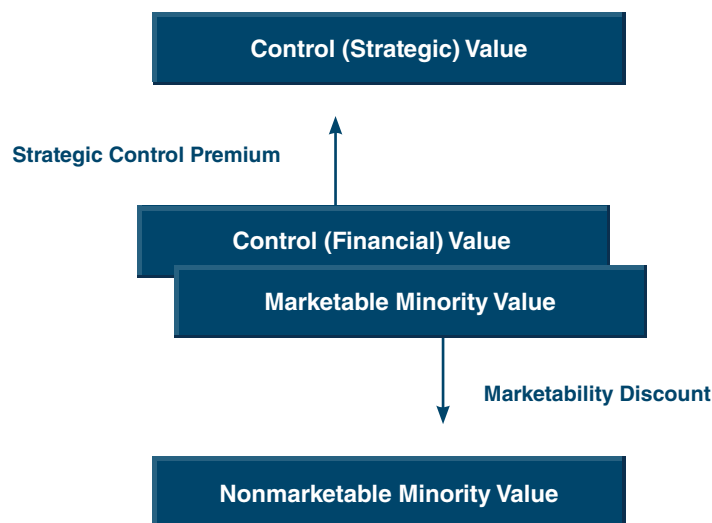 Control (Strategic) Value
Strategic Control Premium
Control (Financial) Value
Marketable Minority Value
Marketability Discount
Nonmarketable Minority Value